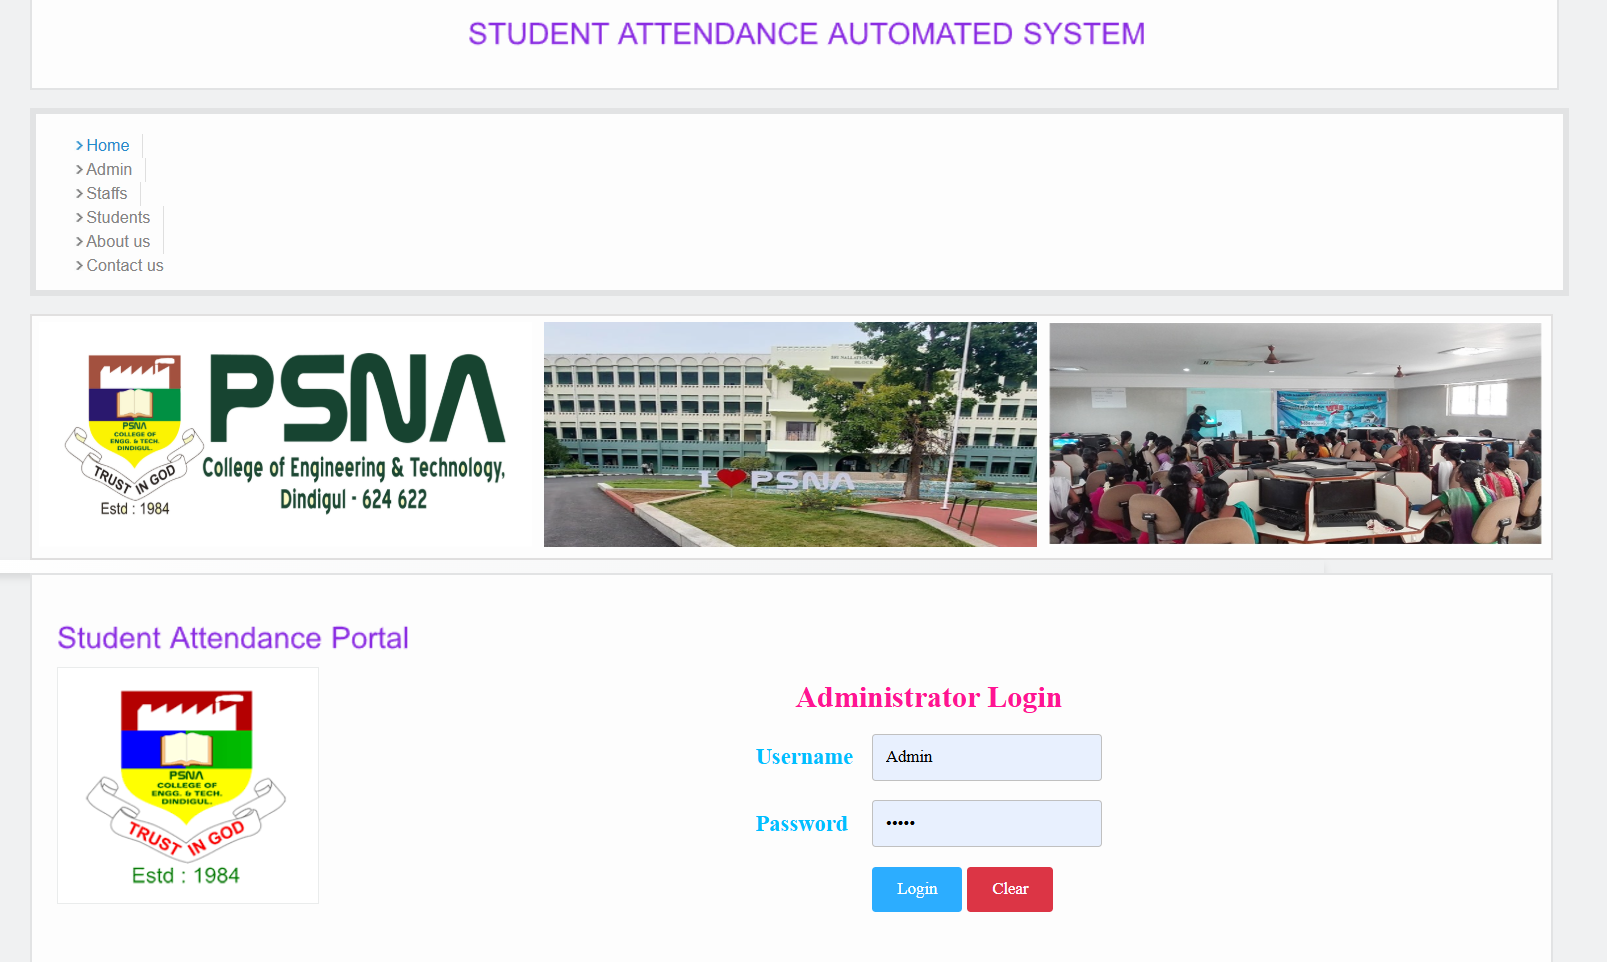 STUDENT ATTENDANCE AUTOMATED SYSTEM
Home
Admin
Staffs
Students
About us
Contact us
PSNA
COLLEGE OF
ENGG. & TECH.
DINDIGUL.
TRUST IN GOD
Estd : 1984
PSNA
College of Engineering & Technology,
Dindigul - 624 622
BLOCK
I ❤ PSNA
Student Attendance Portal
PSNA
COLLEGE OF
ENGG. & TECH.
DINDIGUL.
TRUST IN GOD
Estd : 1984
Administrator Login
Username
Admin
Password
•••••
Login
Clear